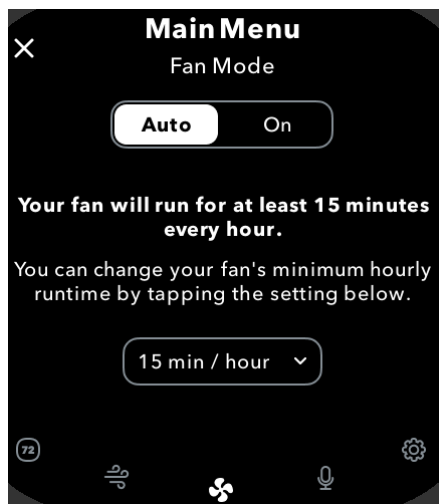 Main Menu
Fan Mode
Auto On
Your fan will run for at least 15 minutes
every hour.
You can change your fan's minimum hourly
runtime by tapping the setting below.
15 min / hour
72